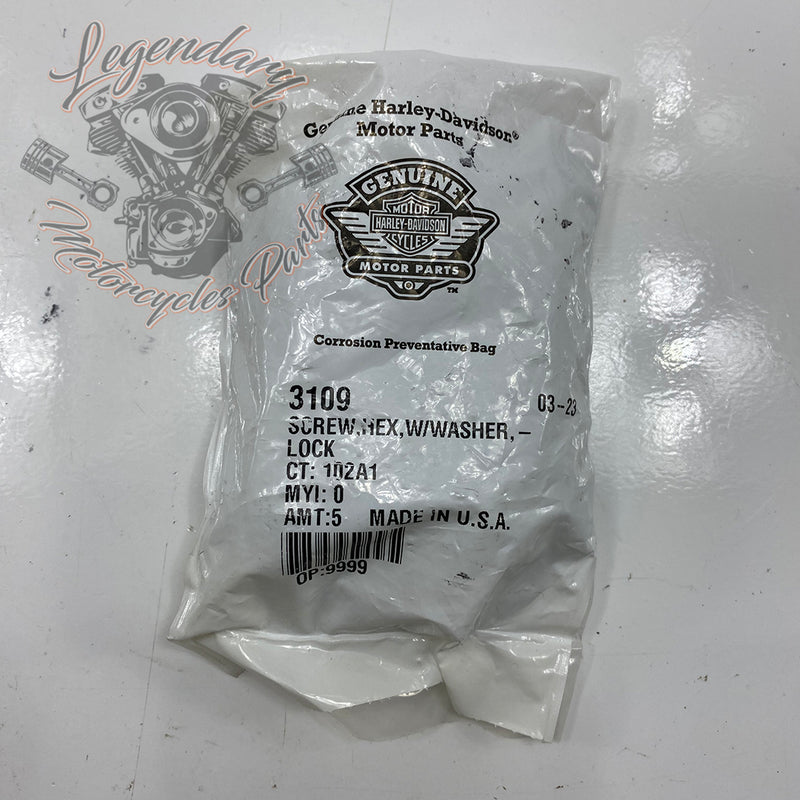 Legendary
Motorcycles Parts
Genuine Harley-Davidson®
Motor Parts
GENUINE
MOTOR
HARLEY-DAVIDSON
CYCLES
MOTOR PARTS
TM
Corrosion Preventative Bag
3109 03-23
SCREW,HEX,W/WASHER,-
LOCK
CT: 102A1
MYI: 0
AMT:5 MADE IN U.S.A.
OP:9999